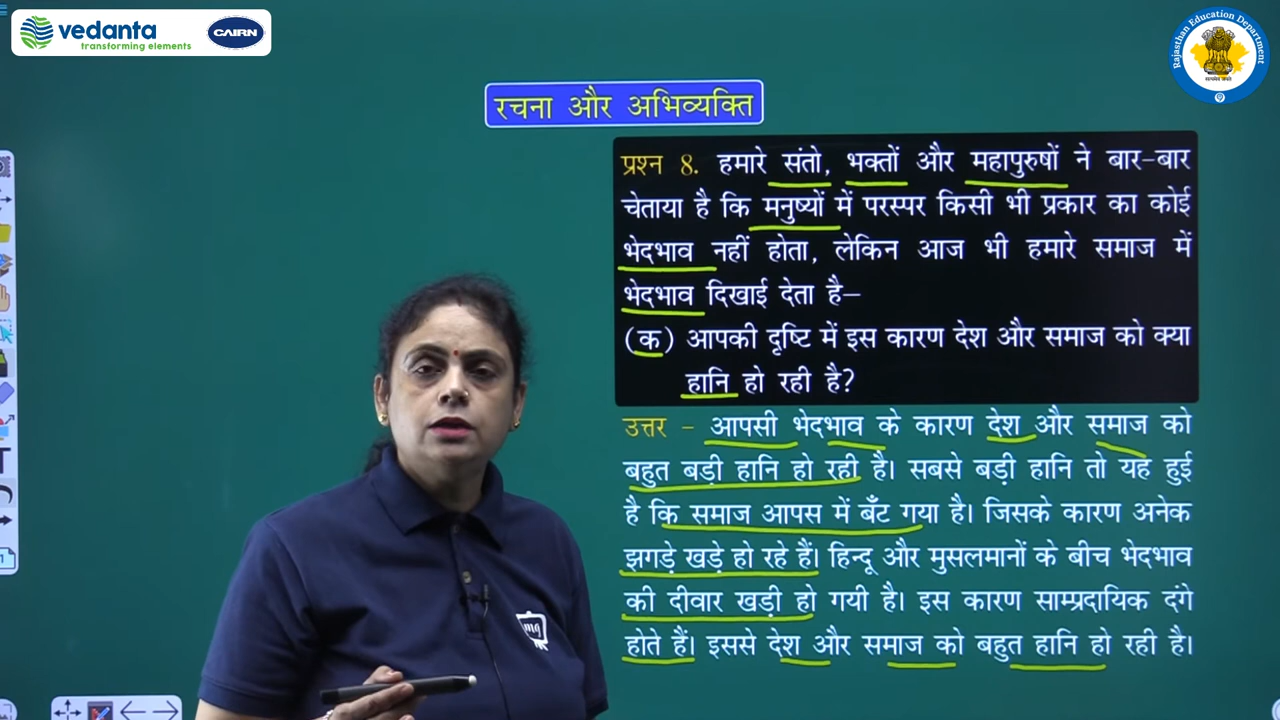 vedanta
transforming elements
CAIRN
Rajasthan Education Department
रचना और अभिव्यक्ति
प्रश्न 8. हमारे संतो, भक्तों और महापुरुषों ने बार-बार
चेताया है कि मनुष्यों में परस्पर किसी भी प्रकार का कोई
भेदभाव नहीं होता, लेकिन आज भी हमारे समाज में
भेदभाव दिखाई देता है–
(क) आपकी दृष्टि में इस कारण देश और समाज को क्या
हानि हो रही है?
उत्तर - आपसी भेदभाव के कारण देश और समाज को
बहुत बड़ी हानि हो रही है। सबसे बड़ी हानि तो यह हुई
है कि समाज आपस में बँट गया है। जिसके कारण अनेक
झगड़े खड़े हो रहे हैं। हिन्दू और मुसलमानों के बीच भेदभाव
की दीवार खड़ी हो गयी है। इस कारण साम्प्रदायिक दंगे
होते हैं। इससे देश और समाज को बहुत हानि हो रही है।
mg